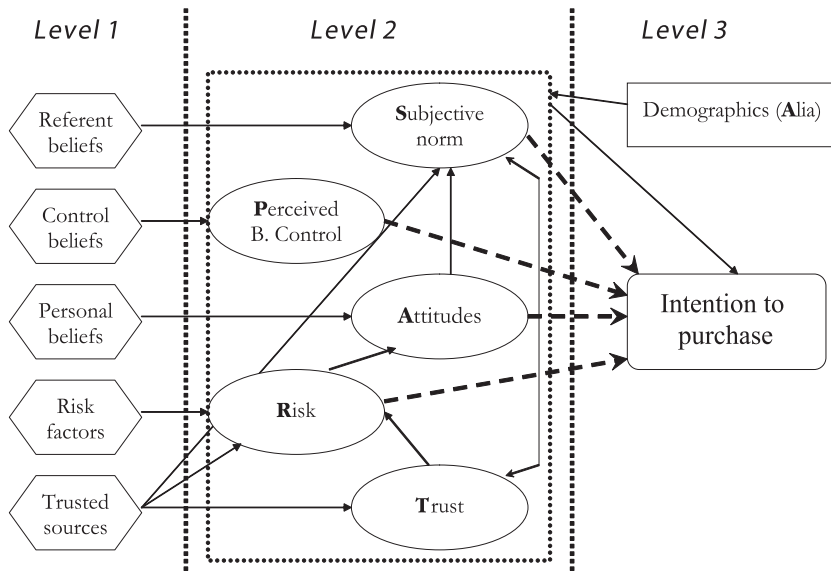 Level 1
Level 2
Level 3
Referent
beliefs
Subjective
norm
Demographics (Alia)
Control
beliefs
Perceived
B. Control
Personal
beliefs
Attitudes
Intention to
purchase
Risk
factors
Risk
Trusted
sources
Trust